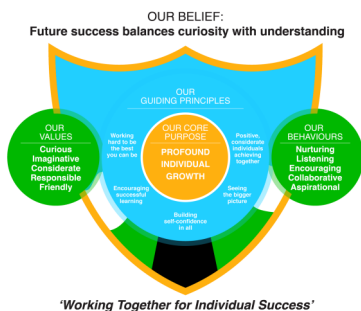 OUR BELIEF:
Future success balances curiosity with understanding
OUR
GUIDING PRINCIPLES
OUR
VALUES
Curious
Imaginative
Considerate
Responsible
Friendly
Working
hard to be
the best
you can be
OUR CORE
PURPOSE
PROFOUND
INDIVIDUAL
GROWTH
Positive,
considerate
individuals
achieving
together
OUR
BEHAVIOURS
Nurturing
Listening
Encouraging
Collaborative
Aspirational
Encouraging
successful
learning
Seeing
the bigger
picture
Building
self-confidence
in all
'Working Together for Individual Success'